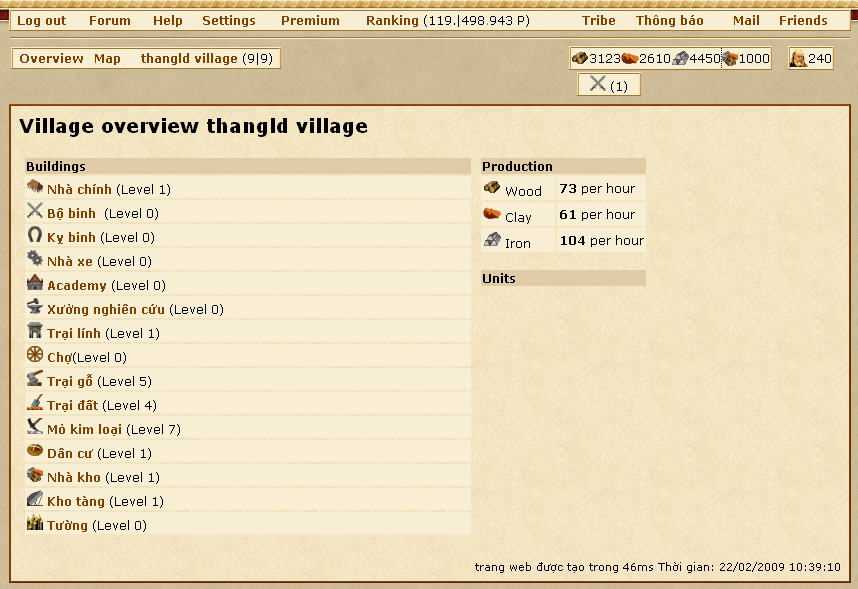 Log out Forum Help Settings Premium Ranking (119.|498.943 P) Tribe Thông báo Mail Friends
Overview Map thangld village (9|9) 3123 2610 4450 1000 240
(1)
Village overview thangld village
Buildings
Nhà chính (Level 1)
Bộ binh (Level 0)
Kỵ binh (Level 0)
Nhà xe (Level 0)
Academy (Level 0)
Xưởng nghiên cứu (Level 0)
Trại lính (Level 1)
Chợ(Level 0)
Trại gỗ (Level 5)
Trại đất (Level 4)
Mỏ kim loại (Level 7)
Dân cư (Level 1)
Nhà kho (Level 1)
Kho tàng (Level 1)
Tường (Level 0)
Production
Wood 73 per hour
Clay 61 per hour
Iron 104 per hour
Units
trang web được tạo trong 46ms Thời gian: 22/02/2009 10:39:10